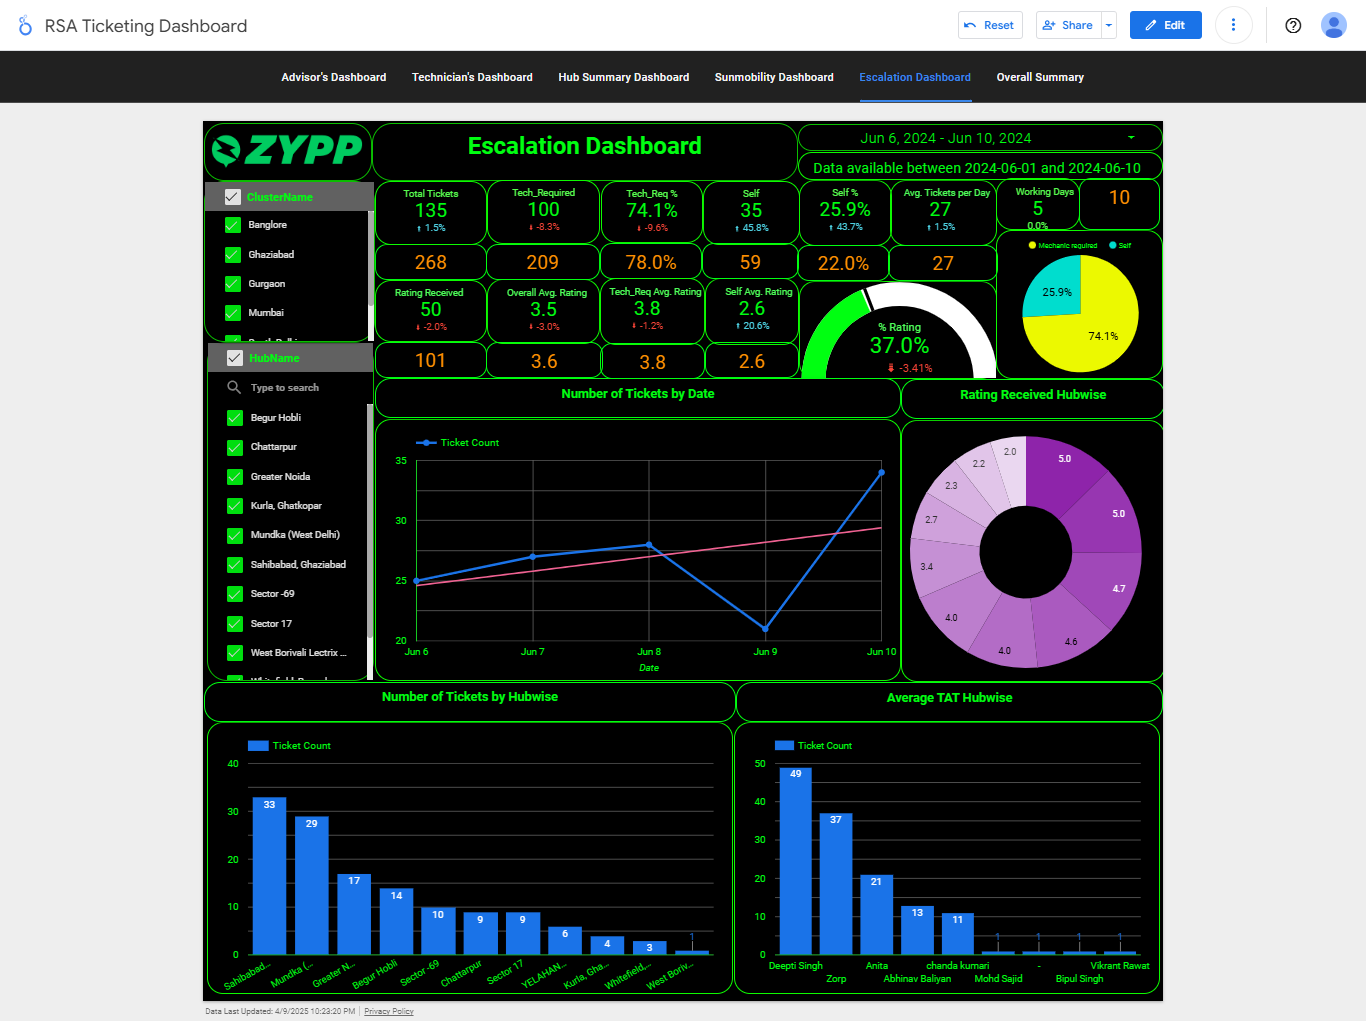 RSA Ticketing Dashboard
Reset
Share
Edit
Advisor's Dashboard
Technician's Dashboard
Hub Summary Dashboard
Sunmobility Dashboard
Escalation Dashboard
Overall Summary
ZYPP
Escalation Dashboard
Jun 6, 2024 - Jun 10, 2024
Data available between 2024-06-01 and 2024-06-10
ClusterName
Banglore
Ghaziabad
Gurgaon
Mumbai
HubName
Type to search
Begur Hobli
Chattarpur
Greater Noida
Kurla, Ghatkopar
Mundka (West Delhi)
Sahibabad, Ghaziabad
Sector -69
Sector 17
West Borivali Lectrix ...
Total Tickets
135
1.5%
Tech_Required
100
-8.3%
Tech_Req %
74.1%
-9.6%
Self
35
45.8%
Self %
25.9%
43.7%
Avg. Tickets per Day
27
1.5%
Working Days
5
0.0%
10
268
209
78.0%
59
22.0%
27
Rating Received
50
-2.0%
Overall Avg. Rating
3.5
-3.0%
Tech_Req Avg. Rating
3.8
-1.2%
Self Avg. Rating
2.6
20.6%
101
3.6
3.8
2.6
% Rating
37.0%
-3.41%
Mechanic required
Self
25.9%
74.1%
Number of Tickets by Date
Ticket Count
35
30
25
20
Jun 6
Jun 7
Jun 8
Jun 9
Jun 10
Date
Rating Received Hubwise
5.0
5.0
4.7
4.6
4.0
4.0
3.4
2.7
2.3
2.2
2.0
Number of Tickets by Hubwise
Ticket Count
40
30
20
10
0
33
29
17
14
10
9
9
6
4
3
1
Sahibabad...
Mundka (...
Greater N...
Begur Hobli
Sector -69
Chattarpur
Sector 17
YELAHAN...
Kurla, Gha...
Whitefield,...
West Boriv...
Average TAT Hubwise
Ticket Count
50
40
30
20
10
0
49
37
21
13
11
1
1
1
1
Deepti Singh
Zorp
Anita
Abhinav Baliyan
chanda kumari
Mohd Sajid
-
Bipul Singh
Vikrant Rawat
Data Last Updated: 4/9/2025 10:23:20 PM
Privacy Policy